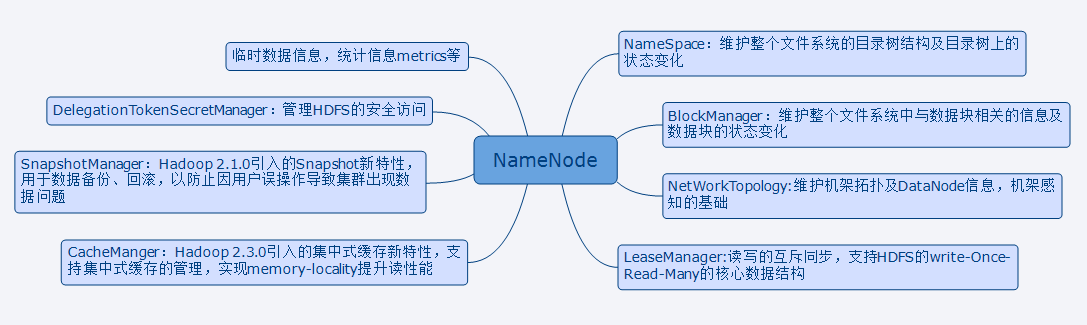 临时数据信息，统计信息metrics等
DelegationTokenSecretManager：管理HDFS的安全访问
SnapshotManager：Hadoop 2.1.0引入的Snapshot新特性，
用于数据备份、回滚，以防止因用户误操作导致集群出现数
据问题
CacheManger：Hadoop 2.3.0引入的集中式缓存新特性，支
持集中式缓存的管理，实现memory-locality提升读性能
NameNode
NameSpace：维护整个文件系统的目录树结构及目录树上的
状态变化
BlockManager：维护整个文件系统中与数据块相关的信息及
数据块的状态变化
NetWorkTopology:维护机架拓扑及DataNode信息，机架感
知的基础
LeaseManager:读写的互斥同步，支持HDFS的write-Once-
Read-Many的核心数据结构